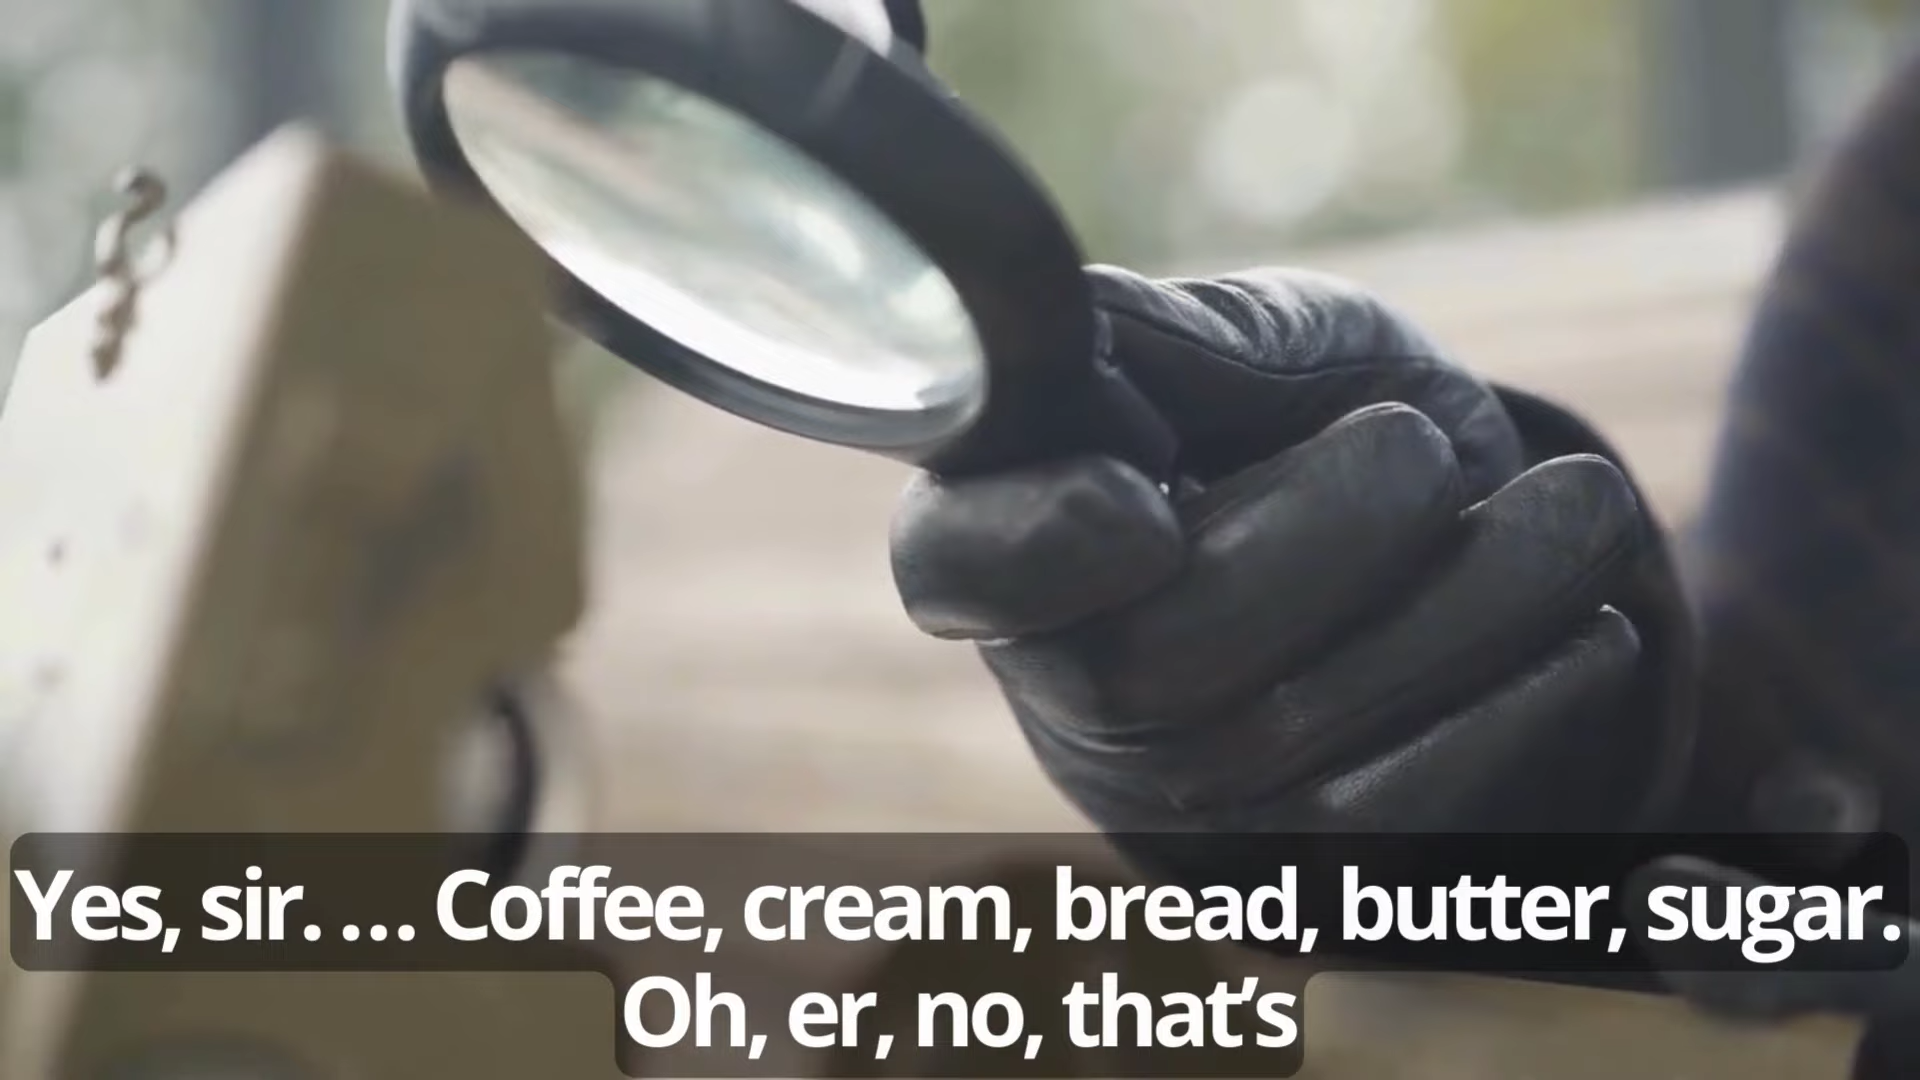 Yes, sir. … Coffee, cream, bread, butter, sugar.
Oh, er, no, that’s